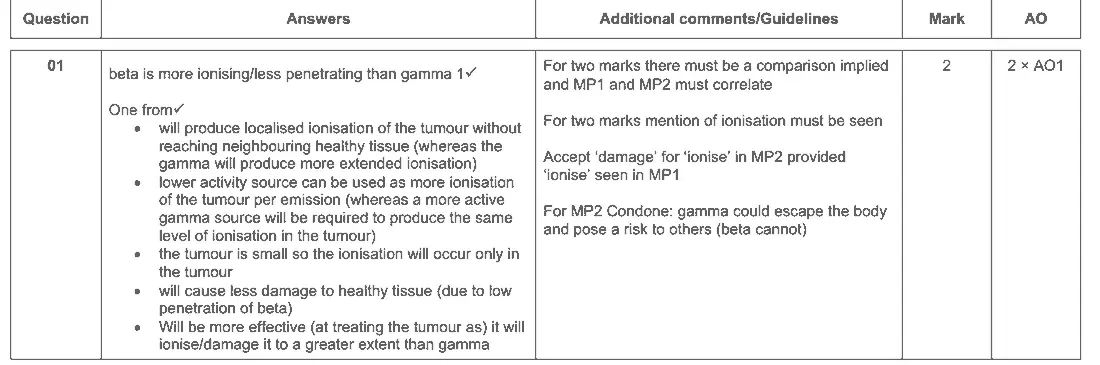 Question Answers Additional comments/Guidelines Mark AO
01 beta is more ionising/less penetrating than gamma 1✓
One from✓
• will produce localised ionisation of the tumour without
reaching neighbouring healthy tissue (whereas the
gamma will produce more extended ionisation)
• lower activity source can be used as more ionisation
of the tumour per emission (whereas a more active
gamma source will be required to produce the same
level of ionisation in the tumour)
• the tumour is small so the ionisation will occur only in
the tumour
• will cause less damage to healthy tissue (due to low
penetration of beta)
• Will be more effective (at treating the tumour as) it will
ionise/damage it to a greater extent than gamma
For two marks there must be a comparison implied
and MP1 and MP2 must correlate
For two marks mention of ionisation must be seen
Accept ‘damage’ for ‘ionise’ in MP2 provided
‘ionise’ seen in MP1
For MP2 Condone: gamma could escape the body
and pose a risk to others (beta cannot)
2
2 × AO1